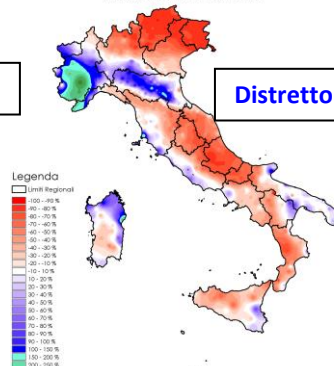 Distretto
Legenda
Limiti Regionali
-100 - -90 %
-90 - -80 %
-80 - -70 %
-70 - -60 %
-60 - -50 %
-50 - -40 %
-40 - -30 %
-30 - -20 %
-20 - -10 %
-10 - 10 %
10 - 20 %
20 - 30 %
30 - 40 %
40 - 50 %
50 - 60 %
60 - 70 %
70 - 80 %
80 - 90 %
90 - 100 %
100 - 150 %
150 - 200 %
200 - 250 %